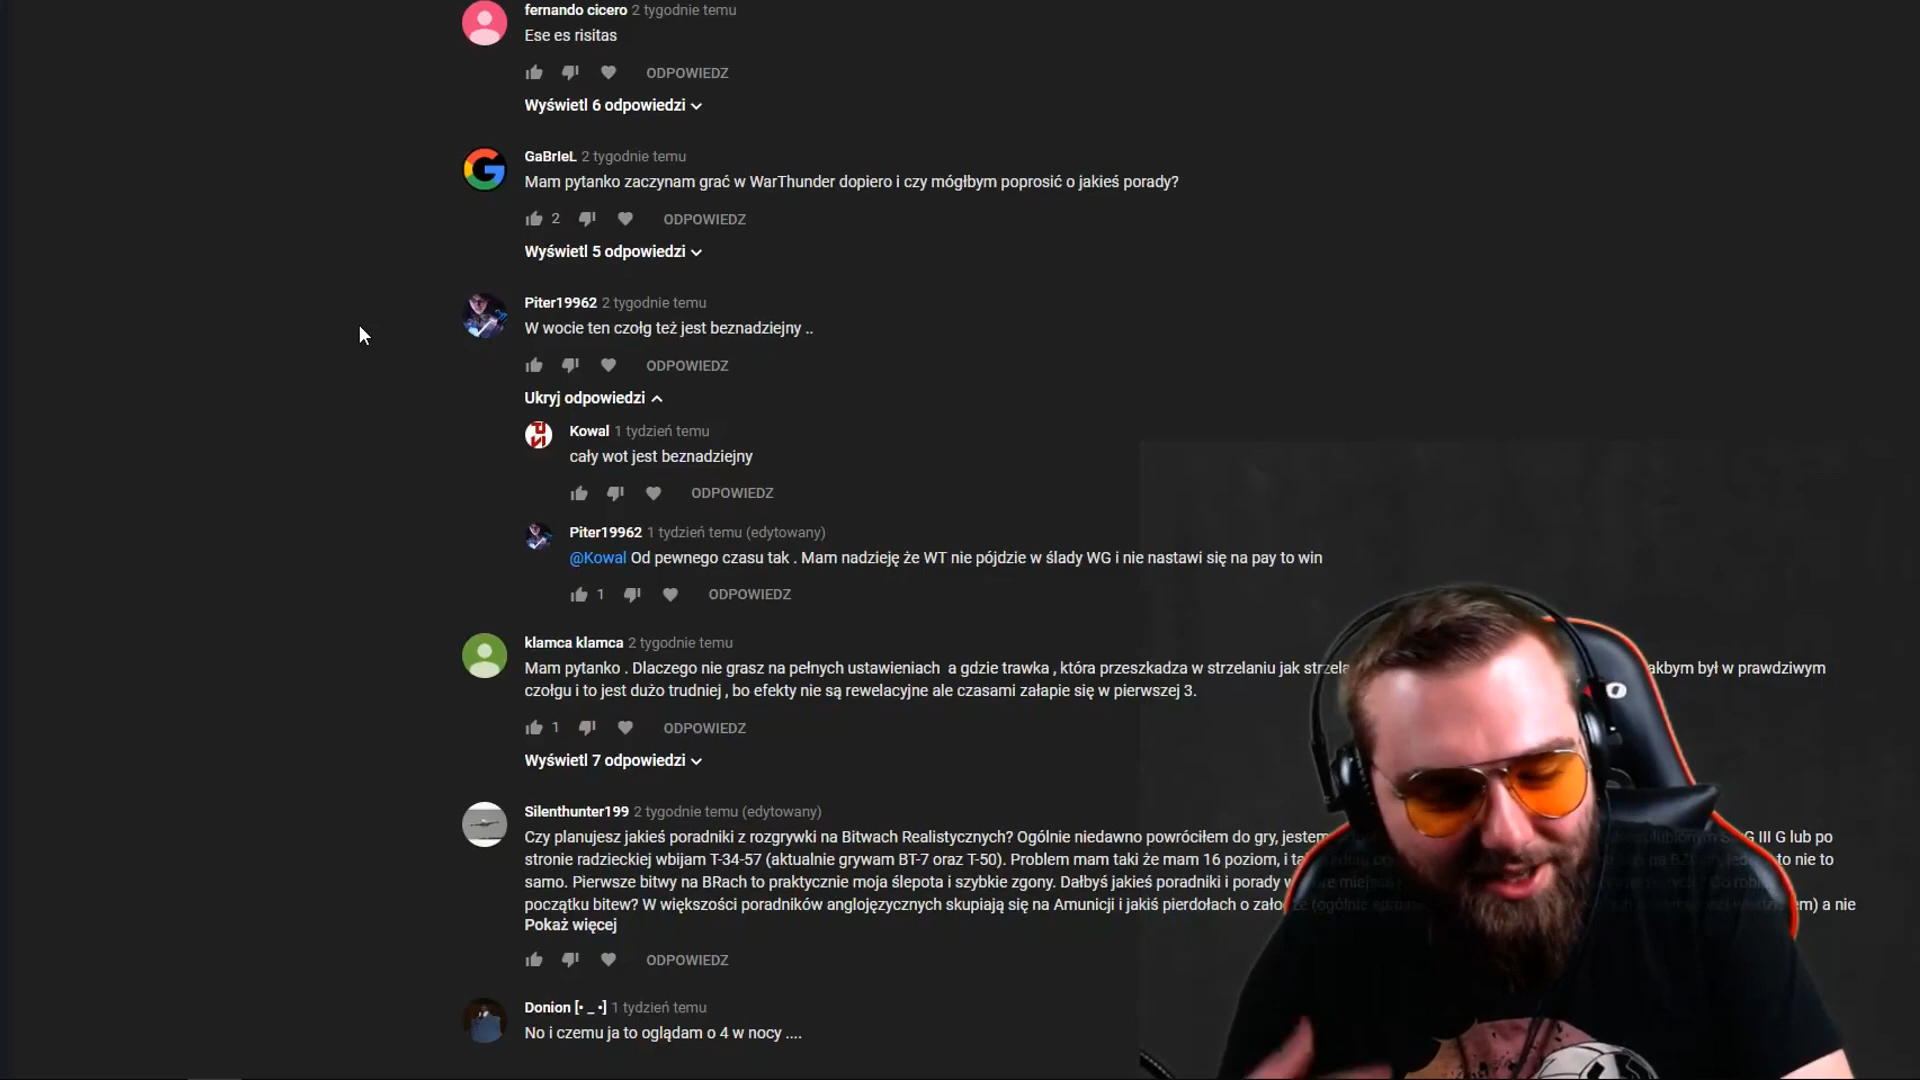 fernando cicero 2 tygodnie temu
Ese es risitas
ODPOWIEDZ
Wyświetl 6 odpowiedzi
GaBrIeL 2 tygodnie temu
Mam pytanko zaczynam grać w WarThunder dopiero i czy mógłbym poprosić o jakieś porady?
2 ODPOWIEDZ
Wyświetl 5 odpowiedzi
Piter19962 2 tygodnie temu
W wocie ten czołg też jest beznadziejny ..
ODPOWIEDZ
Ukryj odpowiedzi
Kowal 1 tydzień temu
cały wot jest beznadziejny
ODPOWIEDZ
Piter19962 1 tydzień temu (edytowany)
@Kowal Od pewnego czasu tak . Mam nadzieję że WT nie pójdzie w ślady WG i nie nastawi się na pay to win
1 ODPOWIEDZ
klamca klamca 2 tygodnie temu
Mam pytanko . Dlaczego nie grasz na pełnych ustawieniach a gdzie trawka , która przeszkadza w strzelaniu jak był w prawdziwym
czołgu i to jest dużo trudniej , bo efekty nie są rewelacyjne ale czasami załapie się w pierwszej 3.
1 ODPOWIEDZ
Wyświetl 7 odpowiedzi
Silenthunter199 2 tygodnie temu (edytowany)
Czy planujesz jakieś poradniki z rozgrywki na Bitwach Realistycznych? Ogólnie niedawno powróciłem do gry, jestem III G lub po
stronie radzieckiej wbijam T-34-57 (aktualnie grywam BT-7 oraz T-50). Problem mam taki że mam 16 poziom, i to nie to
samo. Pierwsze bitwy na BRach to praktycznie moja ślepota i szybkie zgony. Dałbyś jakieś poradniki i porady
początku bitew? W większości poradników anglojęzycznych skupiają się na Amunicji i jakiś pierdołach o (ogólnie a nie
Pokaż więcej
ODPOWIEDZ
Donion [• _ •] 1 tydzień temu
No i czemu ja to oglądam o 4 w nocy ....